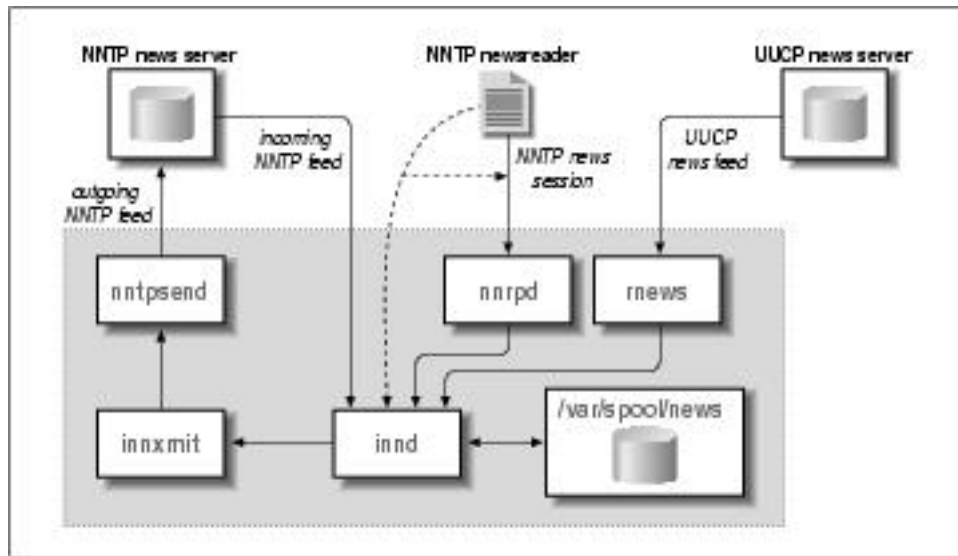 NNTP news server
NNTP newsreader
UUCP news server
incoming
NNTP feed
NNTP news
session
UUCP
news feed
outgoing
NNTP feed
nntpsend
nnrpd
rnews
innxmit
innd
/var/spool/news